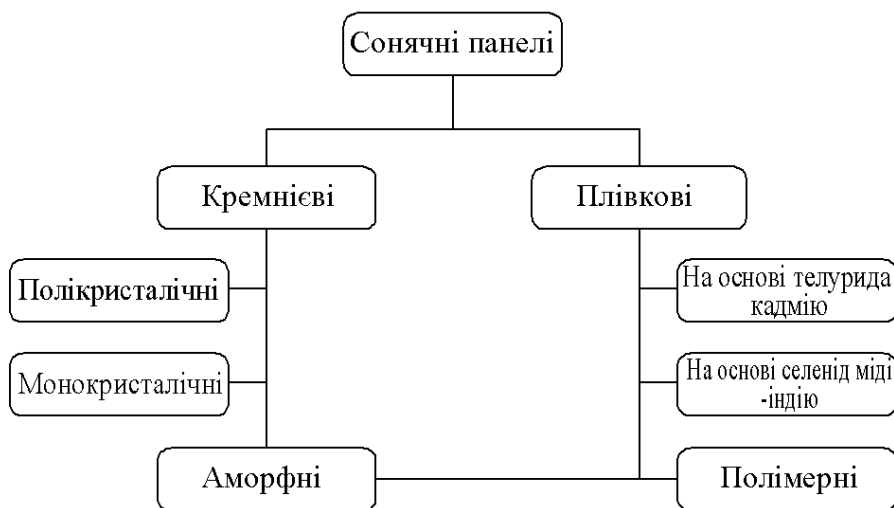 Сонячні панелі
Кремнієві
Плівкові
Полікристалічні
На основі телурида
кадмію
Монокристалічні
На основі селенід міді
-індію
Аморфні
Полімерні